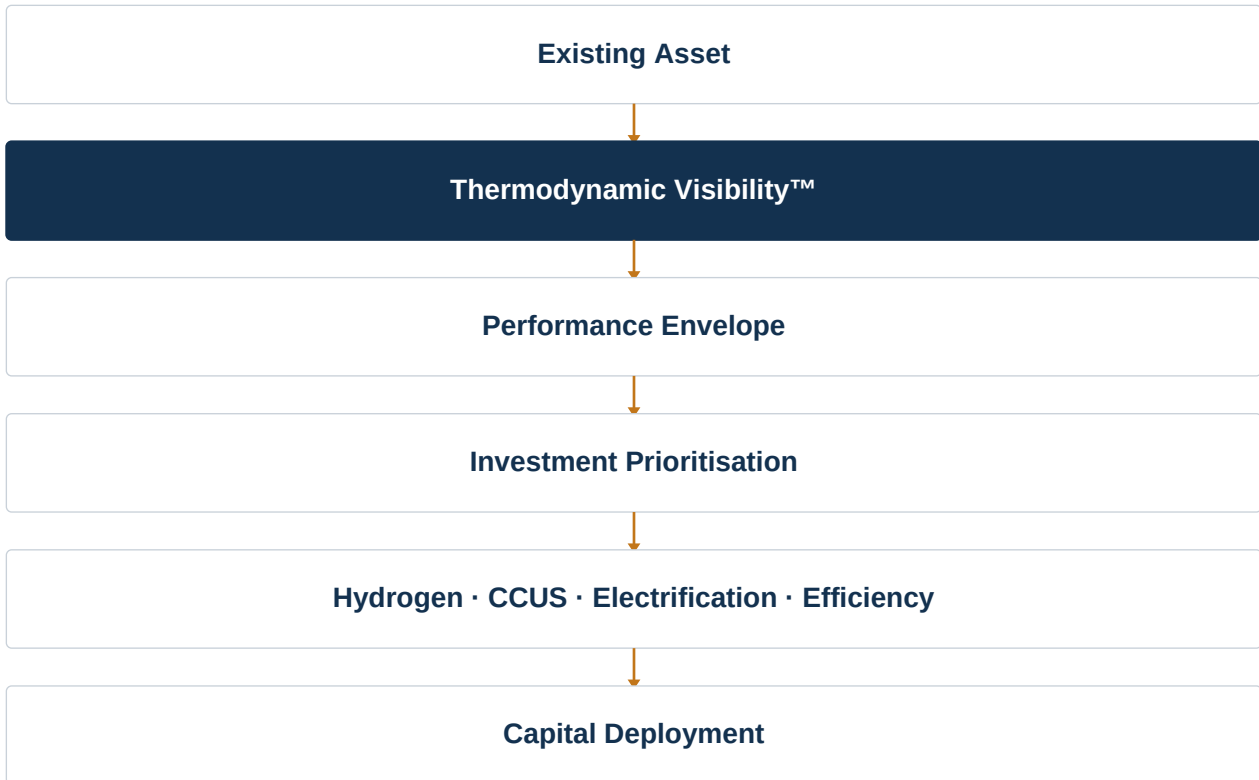 Existing Asset
Thermodynamic Visibility™
Performance Envelope
Investment Prioritisation
Hydrogen · CCUS · Electrification · Efficiency
Capital Deployment